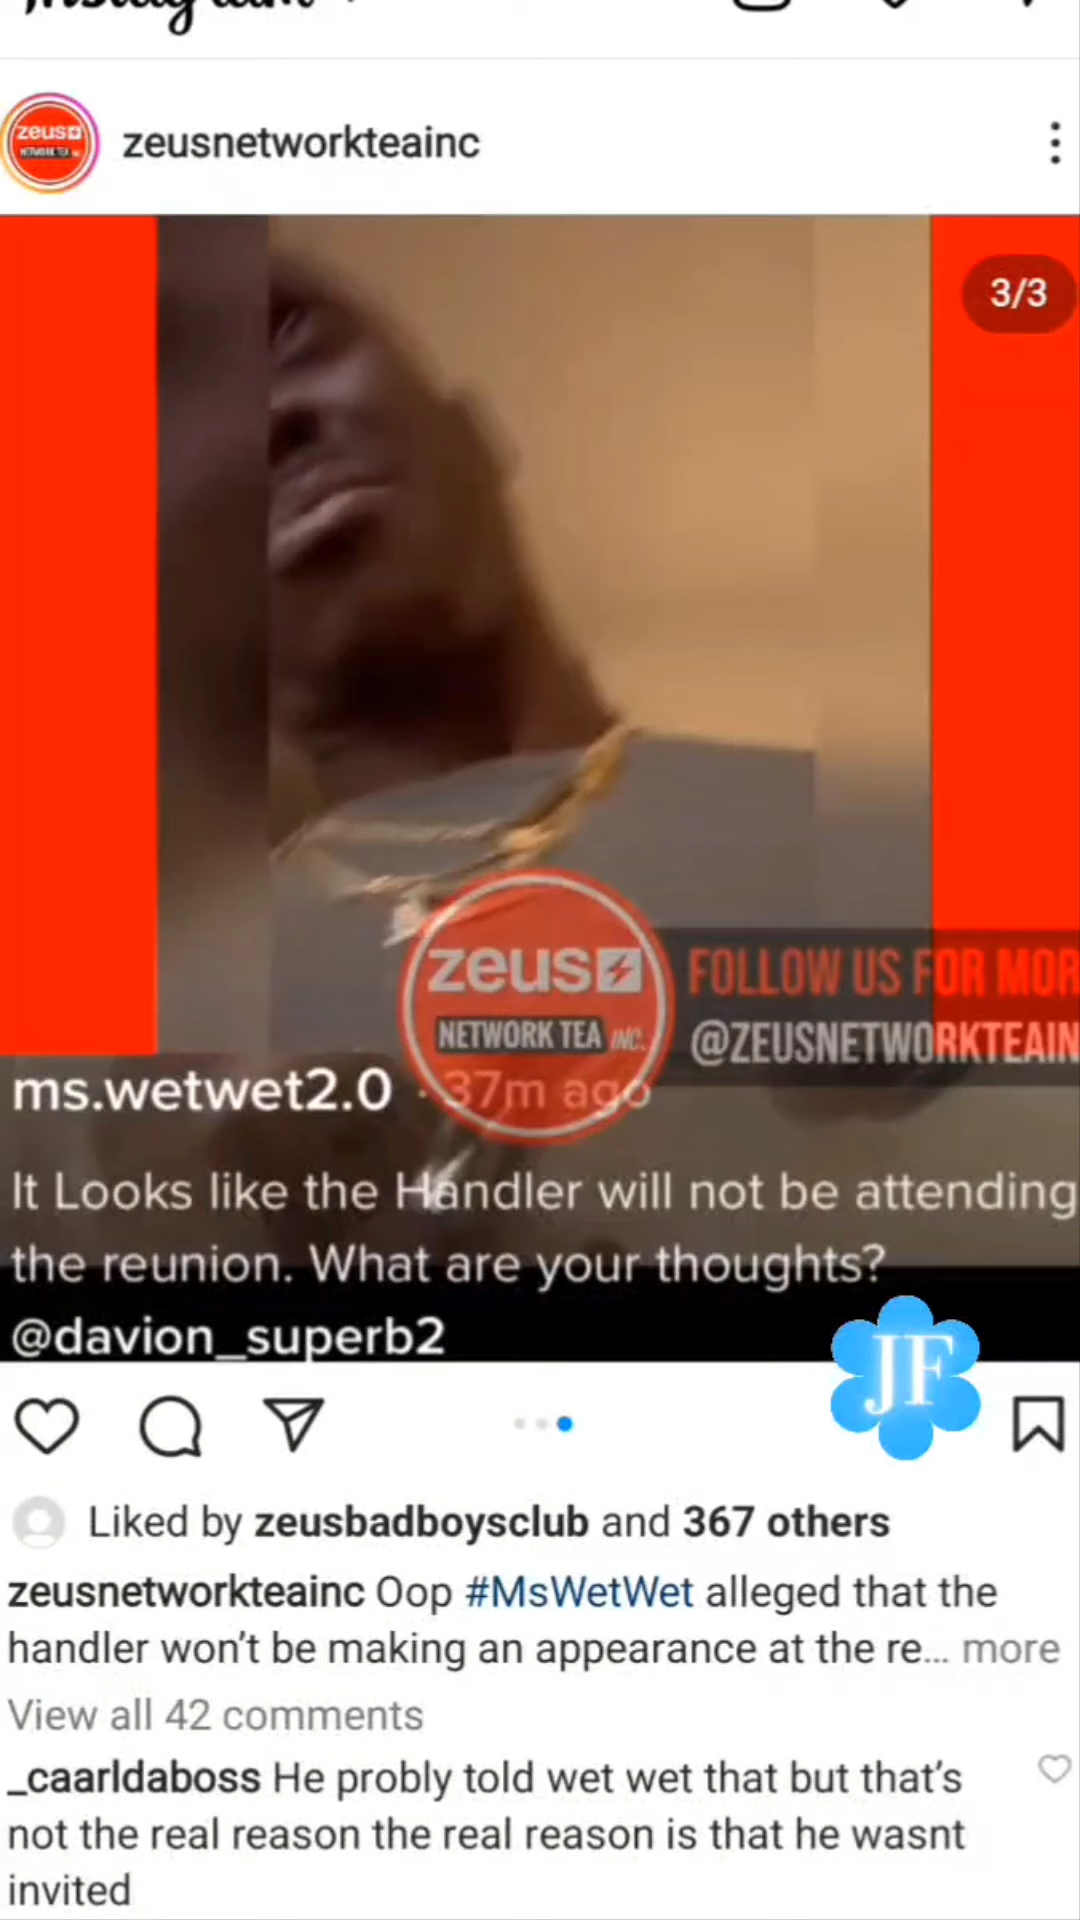 Instagram
zeus
NETWORK TEA
zeusnetworkteainc
3/3
zeus
NETWORK TEA INC.
FOLLOW US FOR MOR
@ZEUSNETWORKTEAIN
ms.wetwet2.0 · 37m ago
It Looks like the Handler will not be attending
the reunion. What are your thoughts?
@davion_superb2
JF
Liked by zeusbadboysclub and 367 others
zeusnetworkteainc Oop #MsWetWet alleged that the
handler won’t be making an appearance at the re... more
View all 42 comments
_caarldaboss He probly told wet wet that but that’s
not the real reason the real reason is that he wasnt
invited